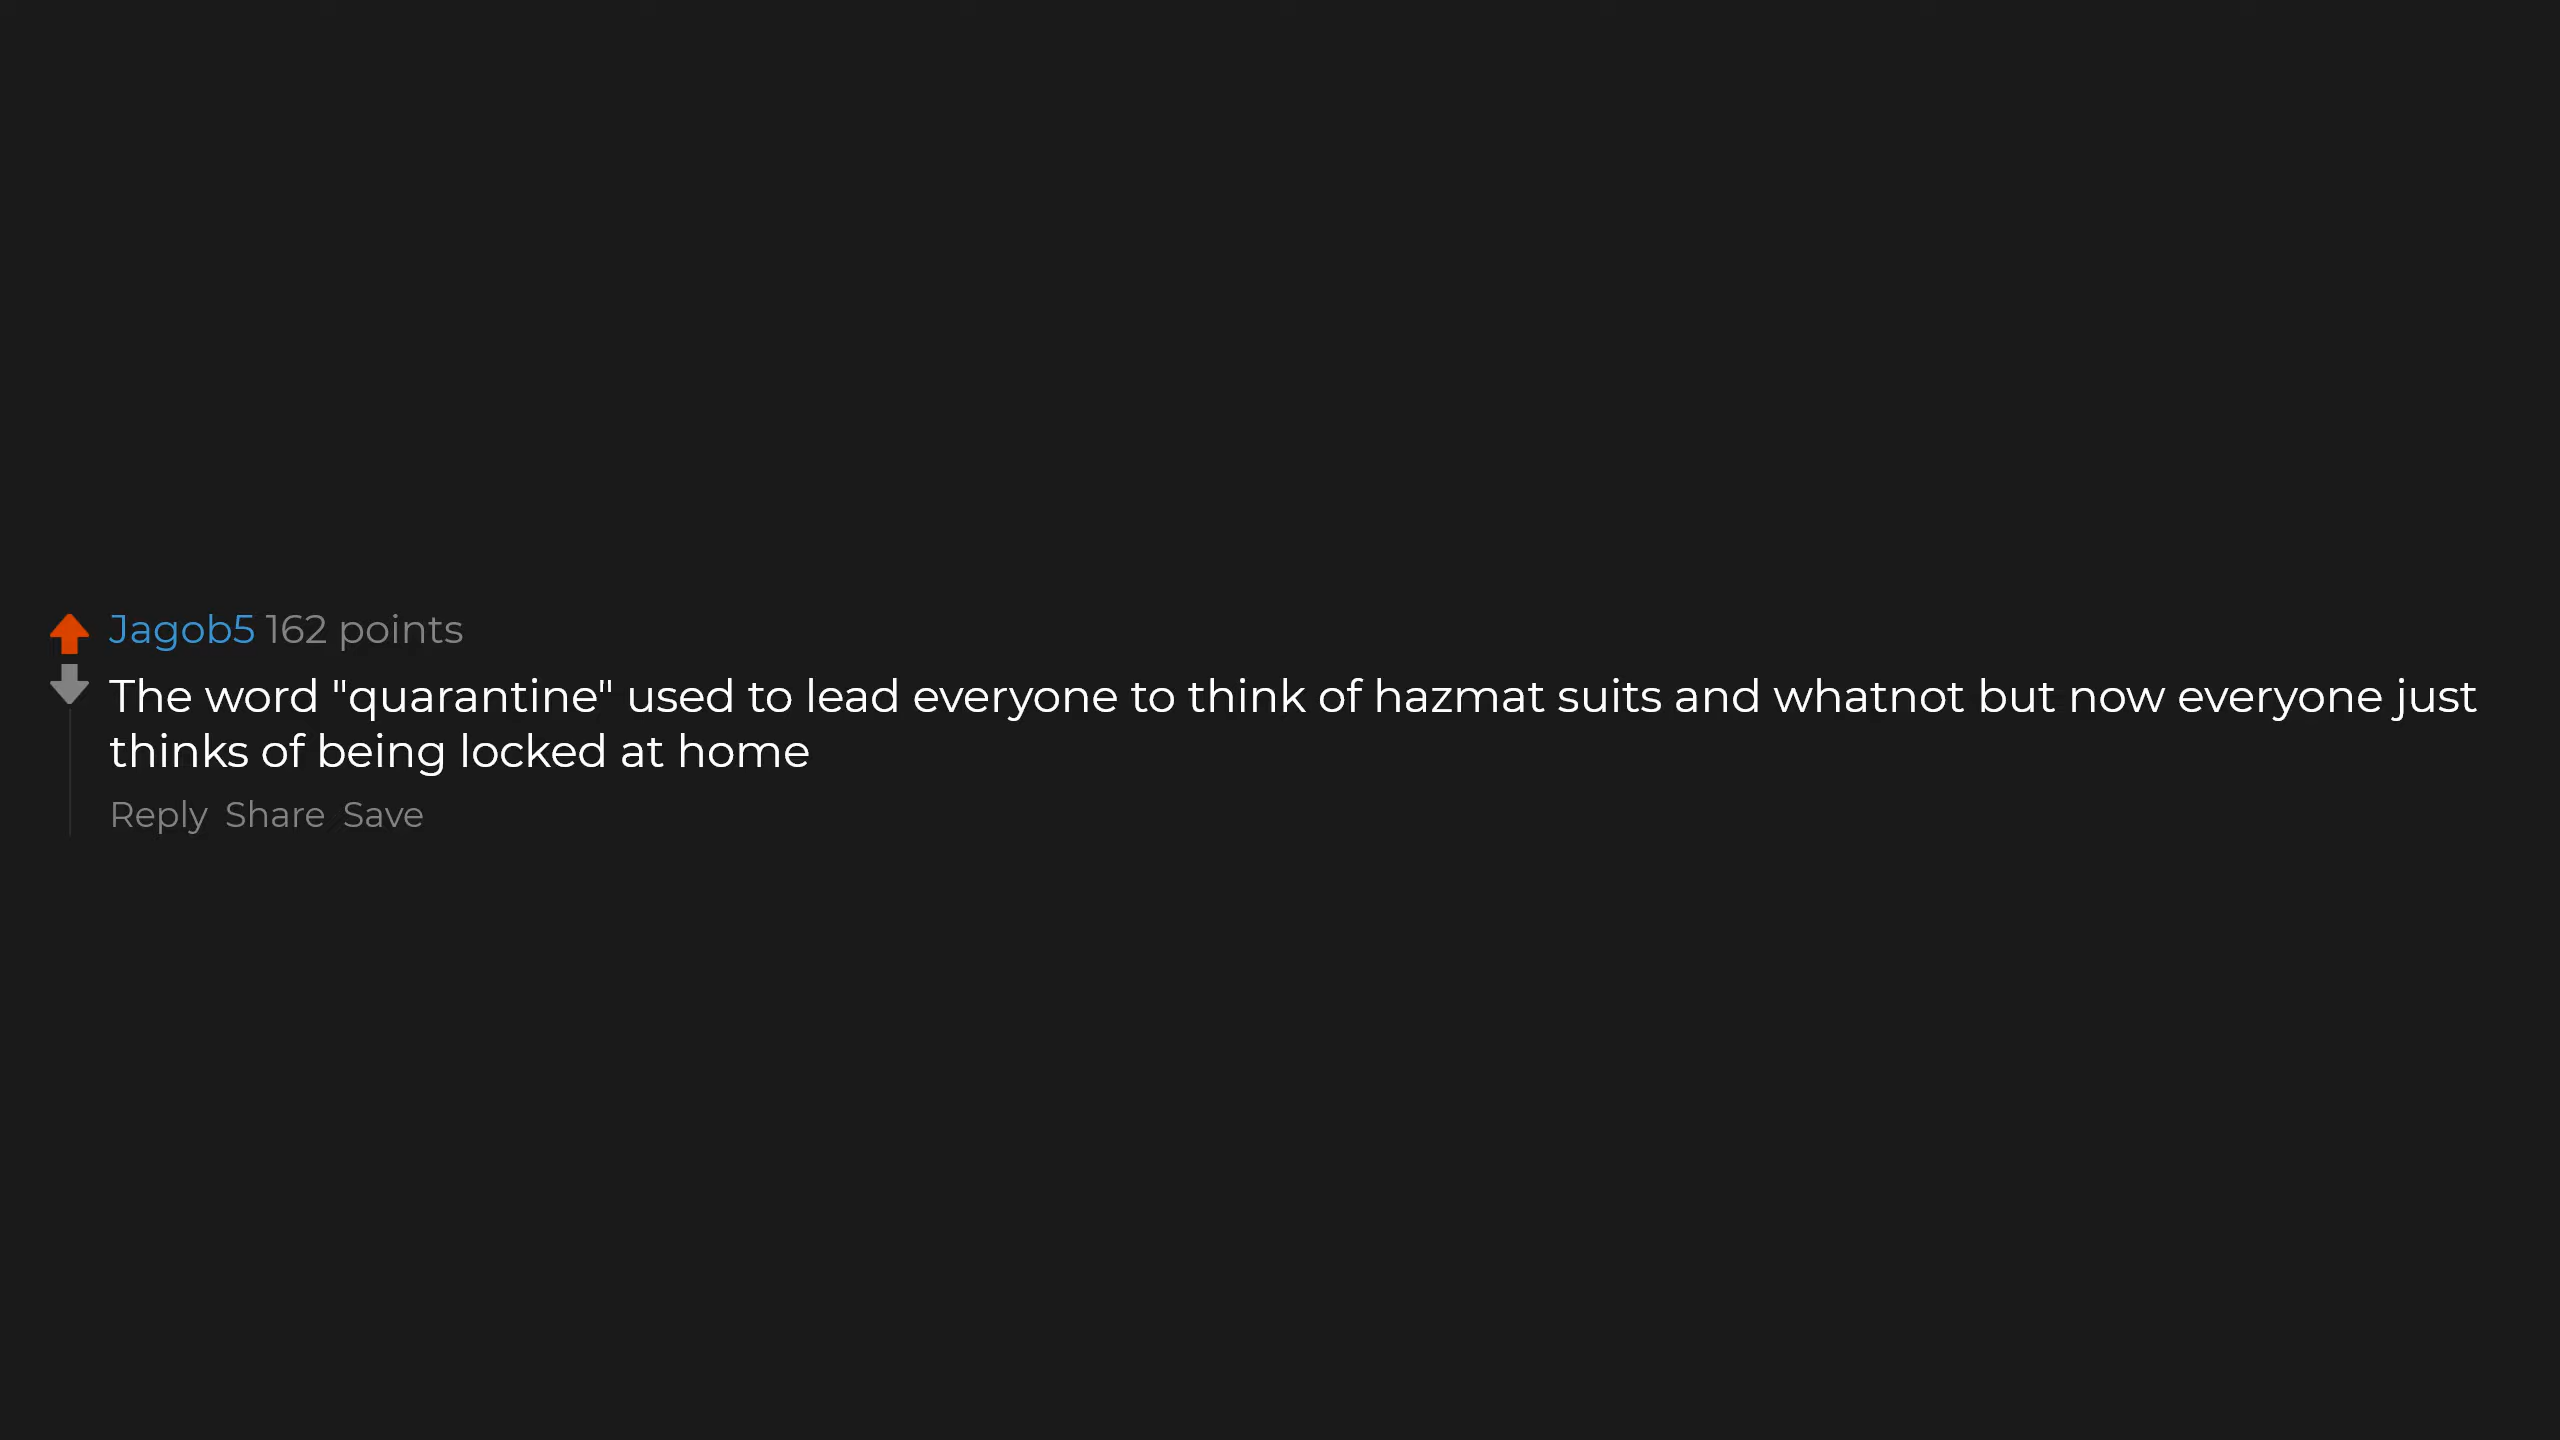 Jagob5 162 points
The word "quarantine" used to lead everyone to think of hazmat suits and whatnot but now everyone just
thinks of being locked at home
Reply Share Save